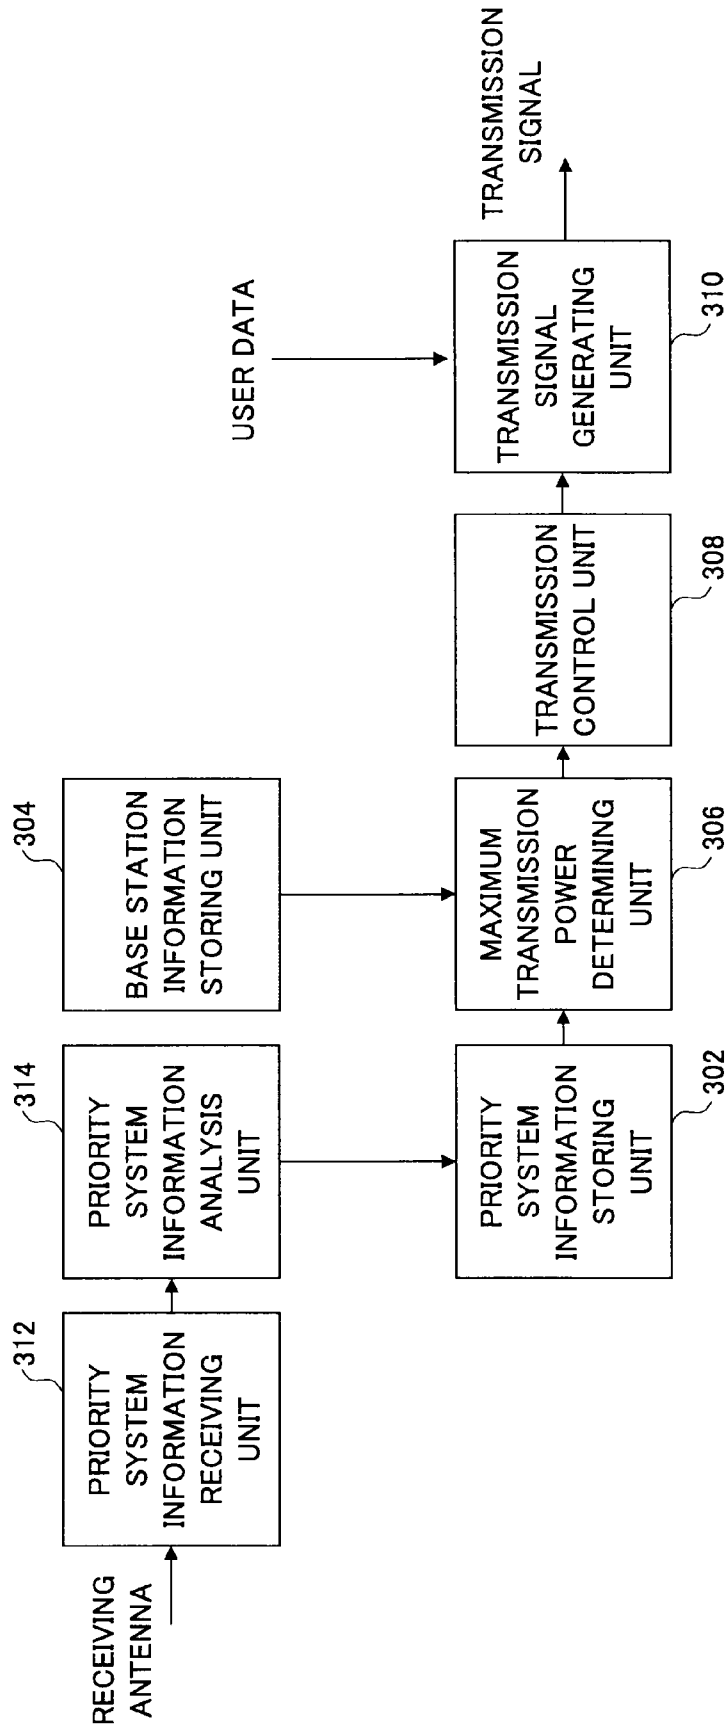 RECEIVING
ANTENNA
312
PRIORITY
SYSTEM
INFORMATION
RECEIVING
UNIT
314
PRIORITY
SYSTEM
INFORMATION
ANALYSIS
UNIT
304
BASE STATION
INFORMATION
STORING UNIT
USER DATA
PRIORITY
SYSTEM
INFORMATION
STORING
UNIT
302
MAXIMUM
TRANSMISSION
POWER
DETERMINING
UNIT
306
TRANSMISSION
CONTROL UNIT
308
TRANSMISSION
SIGNAL
GENERATING
UNIT
310
TRANSMISSION
SIGNAL